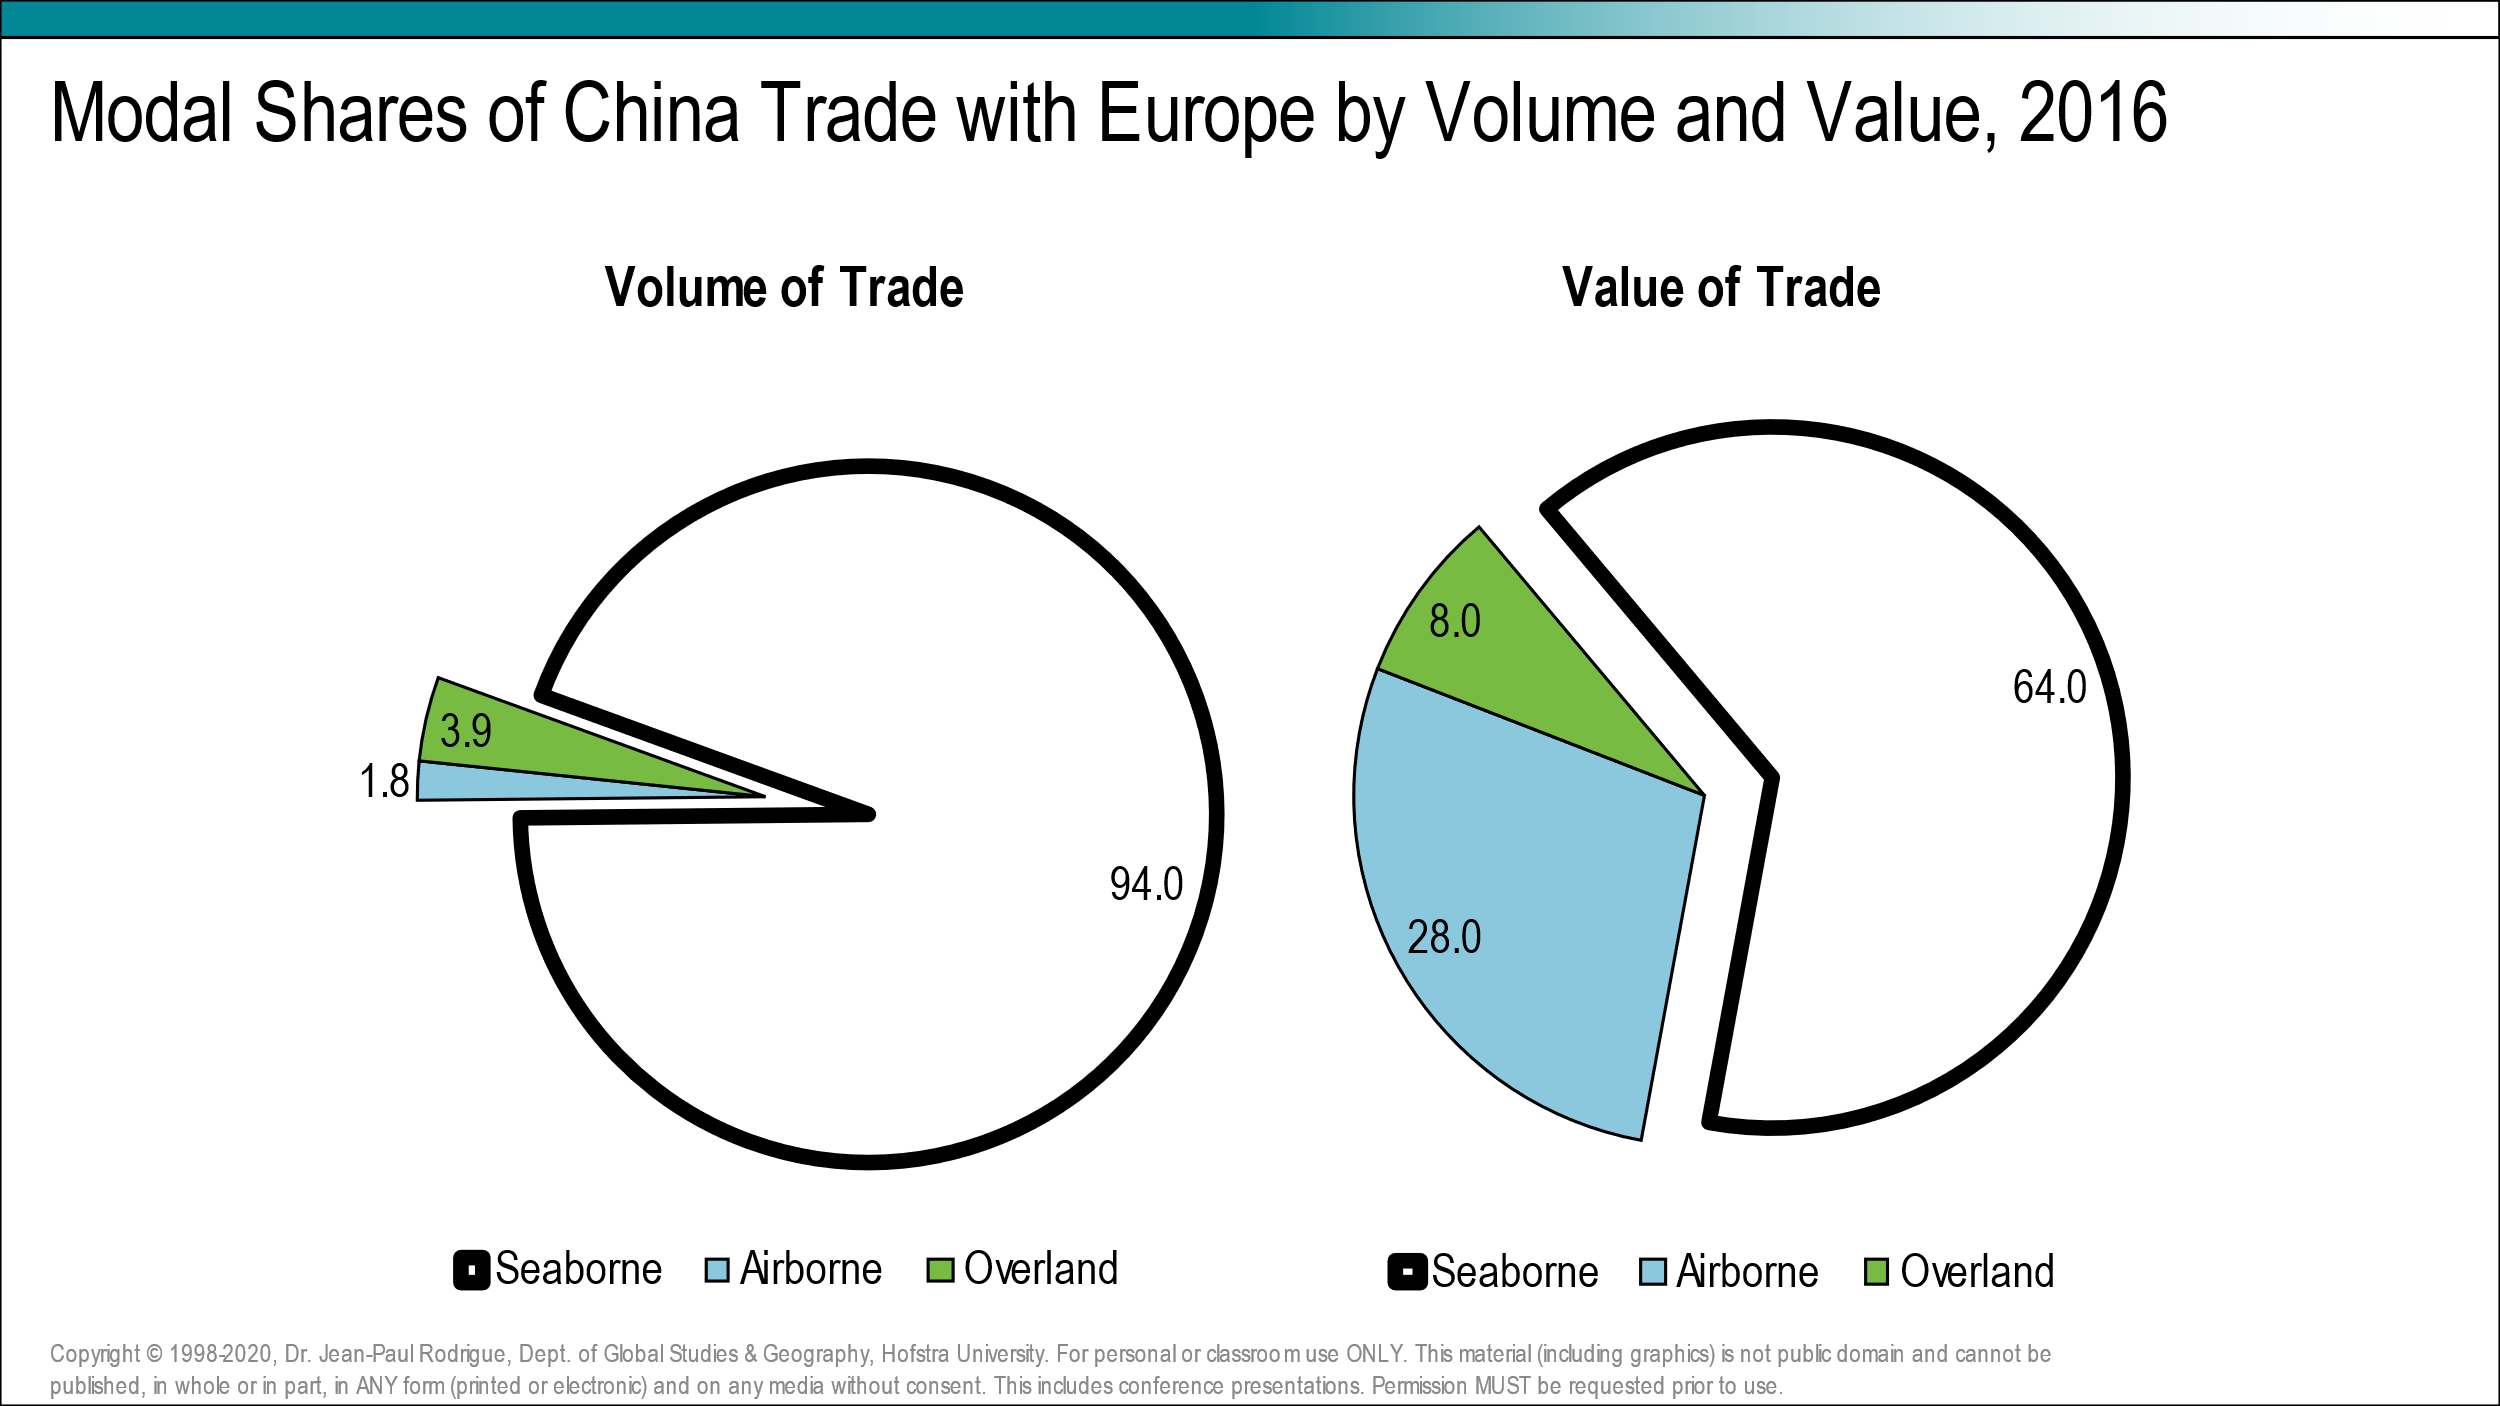 Modal Shares of China Trade with Europe by Volume and Value, 2016
Volume of Trade
Value of Trade
3.9
1.8
94.0
8.0
64.0
28.0
Seaborne Airborne Overland
Seaborne Airborne Overland
Copyright © 1998-2020, Dr. Jean-Paul Rodrigue, Dept. of Global Studies & Geography, Hofstra University. For personal or classroom use ONLY. This material (including graphics) is not public domain and cannot be
published, in whole or in part, in ANY form (printed or electronic) and on any media without consent. This includes conference presentations. Permission MUST be requested prior to use.